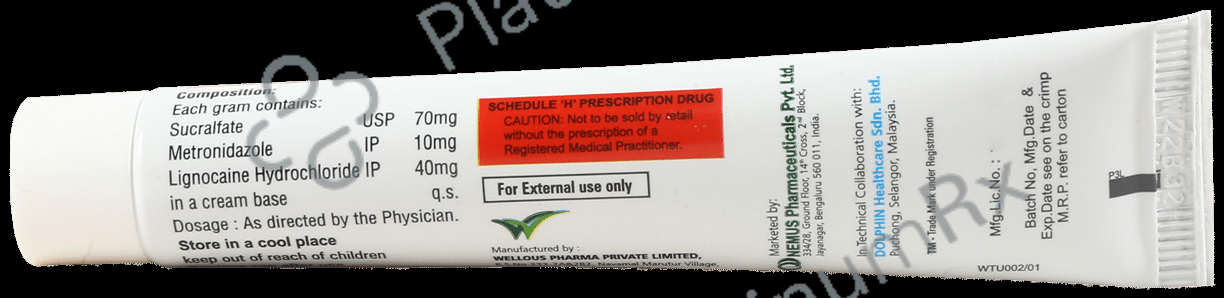 Composition:
Each gram contains:
Sucralfate USP 70mg
Metronidazole IP 10mg
Lignocaine Hydrochloride IP 40mg
in a cream base q.s.
Dosage : As directed by the Physician.
Store in a cool place
keep out of reach of children
SCHEDULE 'H' PRESCRIPTION DRUG
CAUTION: Not to be sold by retail
without the prescription of a
Registered Medical Practitioner.
For External use only
Manufactured by :
WELLOUS PHARMA PRIVATE LIMITED,
Navamal Marutur Village,
Marketed by:
ONEMUS Pharmaceuticals Pvt. Ltd.
334/28, Ground Floor, 14th Cross, 2nd Block,
Jayanagar, Bengaluru 560 011, India.
In Technical Collaboration with:
DOLPHIN Healthcare Sdn. Bhd.
Puchong, Selangor, Malaysia.
TM - Trade Mark under Registration
Mfg.Lic.No. :
Batch No, Mfg.Date &
Exp.Date see on the crimp
M.R.P. refer to carton
P3L
WTU002/01